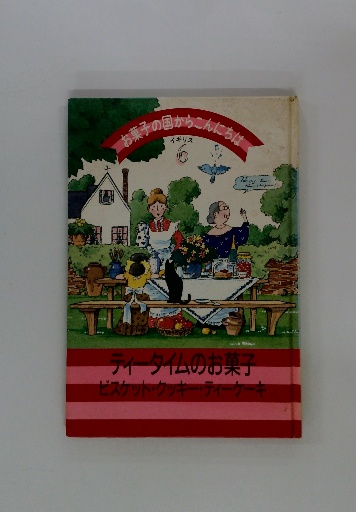 お菓子の国からこんにちは
イギリス
6
ティータイムのお菓子
ビスケット・クッキー・ティーケーキ